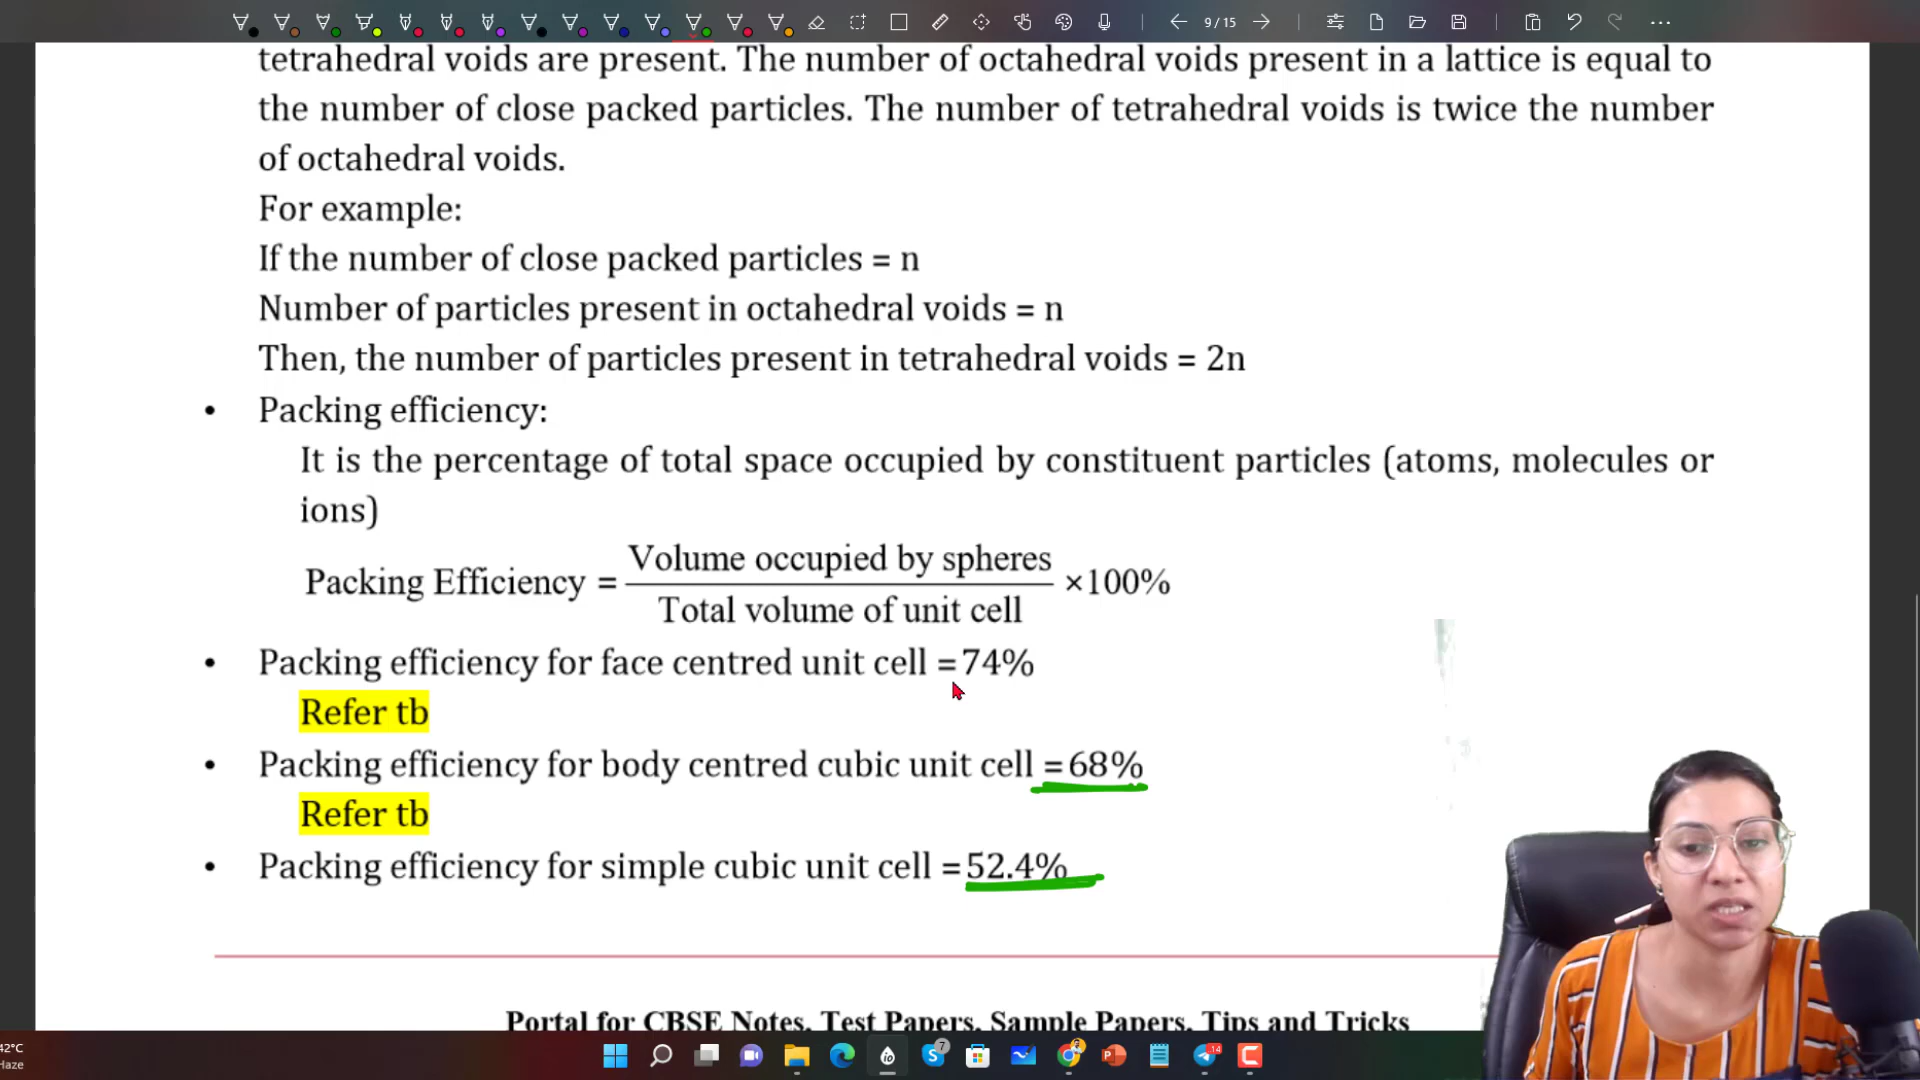 9 / 15
tetrahedral voids are present. The number of octahedral voids present in a lattice is equal to
the number of close packed particles. The number of tetrahedral voids is twice the number
of octahedral voids.
For example:
If the number of close packed particles = n
Number of particles present in octahedral voids = n
Then, the number of particles present in tetrahedral voids = 2n
• Packing efficiency:
It is the percentage of total space occupied by constituent particles (atoms, molecules or
ions)
Packing Efficiency = Volume occupied by spheres / Total volume of unit cell ×100%
• Packing efficiency for face centred unit cell =74%
Refer tb
• Packing efficiency for body centred cubic unit cell =68%
Refer tb
• Packing efficiency for simple cubic unit cell =52.4%
Portal for CBSE Notes, Test Papers, Sample Papers, Tips and Tricks
42°C
Haze
7
14